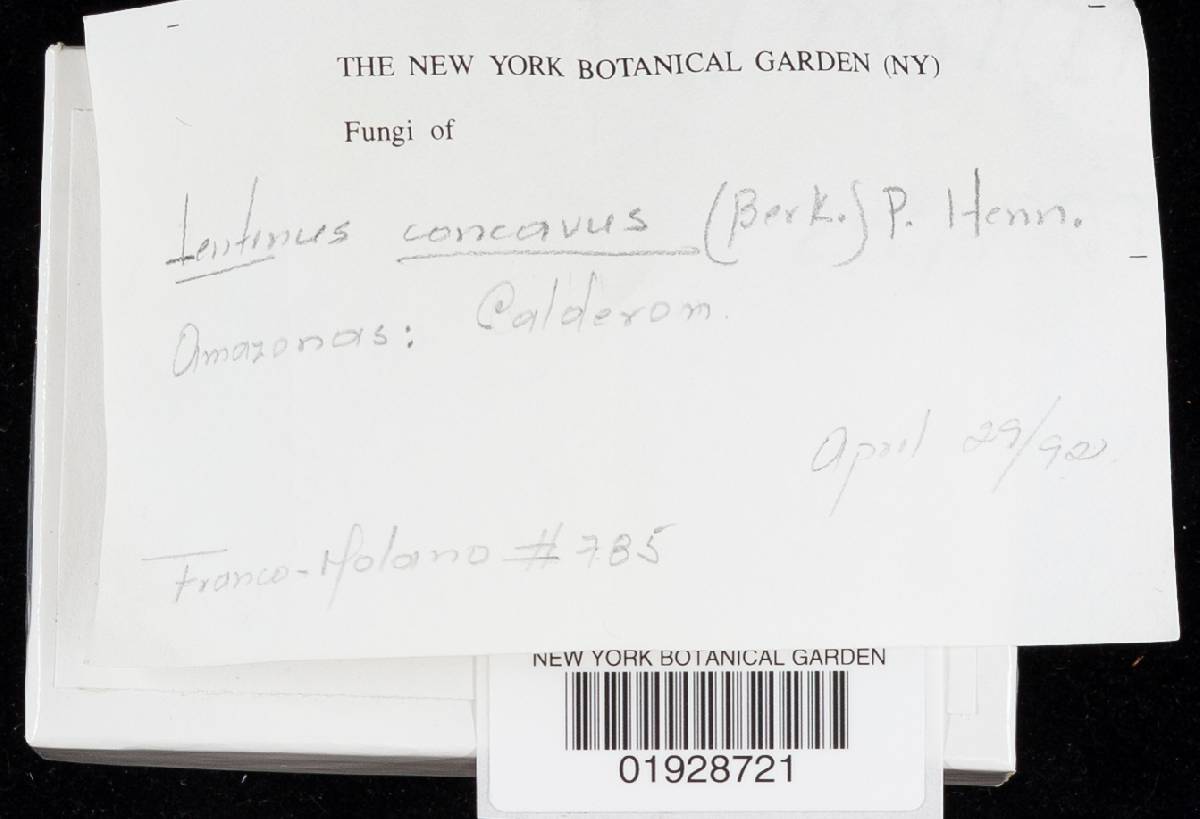 THE NEW YORK BOTANICAL GARDEN (NY)
Fungi of
Lentinus concavus (Berk.) P. Henn.
Amazonas: Calderom.
April 29/92
Franco-Molano # 785
NEW YORK BOTANICAL GARDEN
01928721